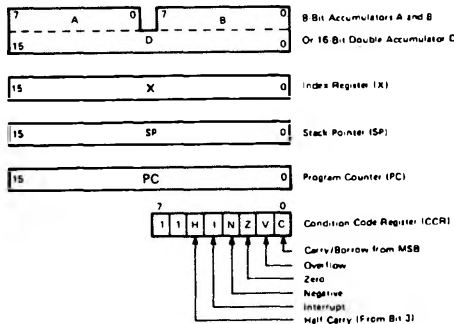 7 A 0 7 B 0 8-Bit Accumulators A and B
15 D 0 Or 16-Bit Double Accumulator D
15 X 0 Index Register (X)
15 SP 0 Stack Pointer (SP)
15 PC 0 Program Counter (PC)
7 0
1 1 H I N Z V C Condition Code Register (CCR)
Carry/Borrow from MSB
Overflow
Zero
Negative
Interrupt
Half Carry (From Bit 3)